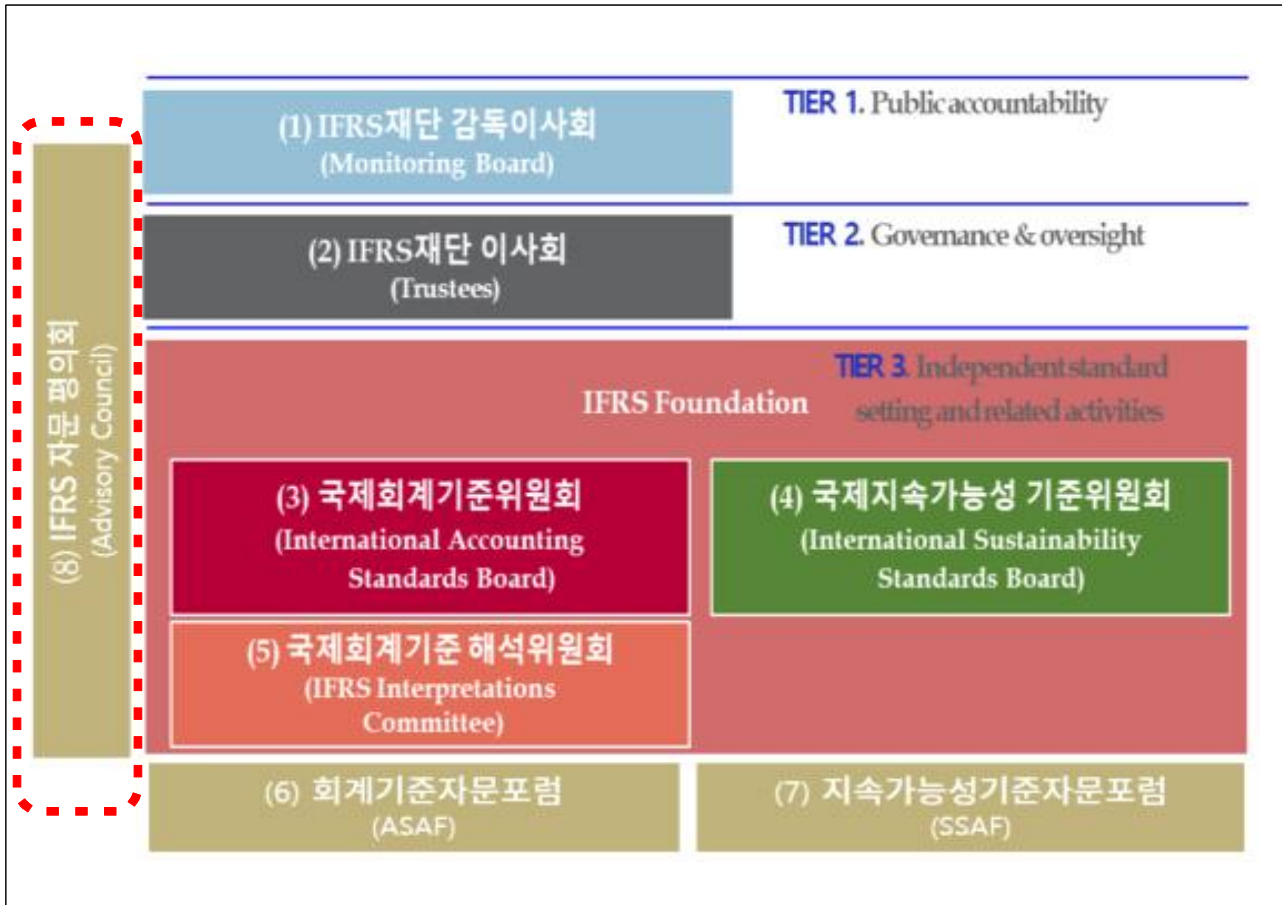 (1) IFRS재단 감독이사회
(Monitoring Board)
TIER 1. Public accountability
(2) IFRS재단 이사회
(Trustees)
TIER 2. Governance & oversight
(8) IFRS 자문 평의회
(Advisory Council)
IFRS Foundation
TIER 3. Independent standard
setting and related activities
(3) 국제회계기준위원회
(International Accounting
Standards Board)
(4) 국제지속가능성 기준위원회
(International Sustainability
Standards Board)
(5) 국제회계기준 해석위원회
(IFRS Interpretations
Committee)
(6) 회계기준자문포럼
(ASAF)
(7) 지속가능성기준자문포럼
(SSAF)